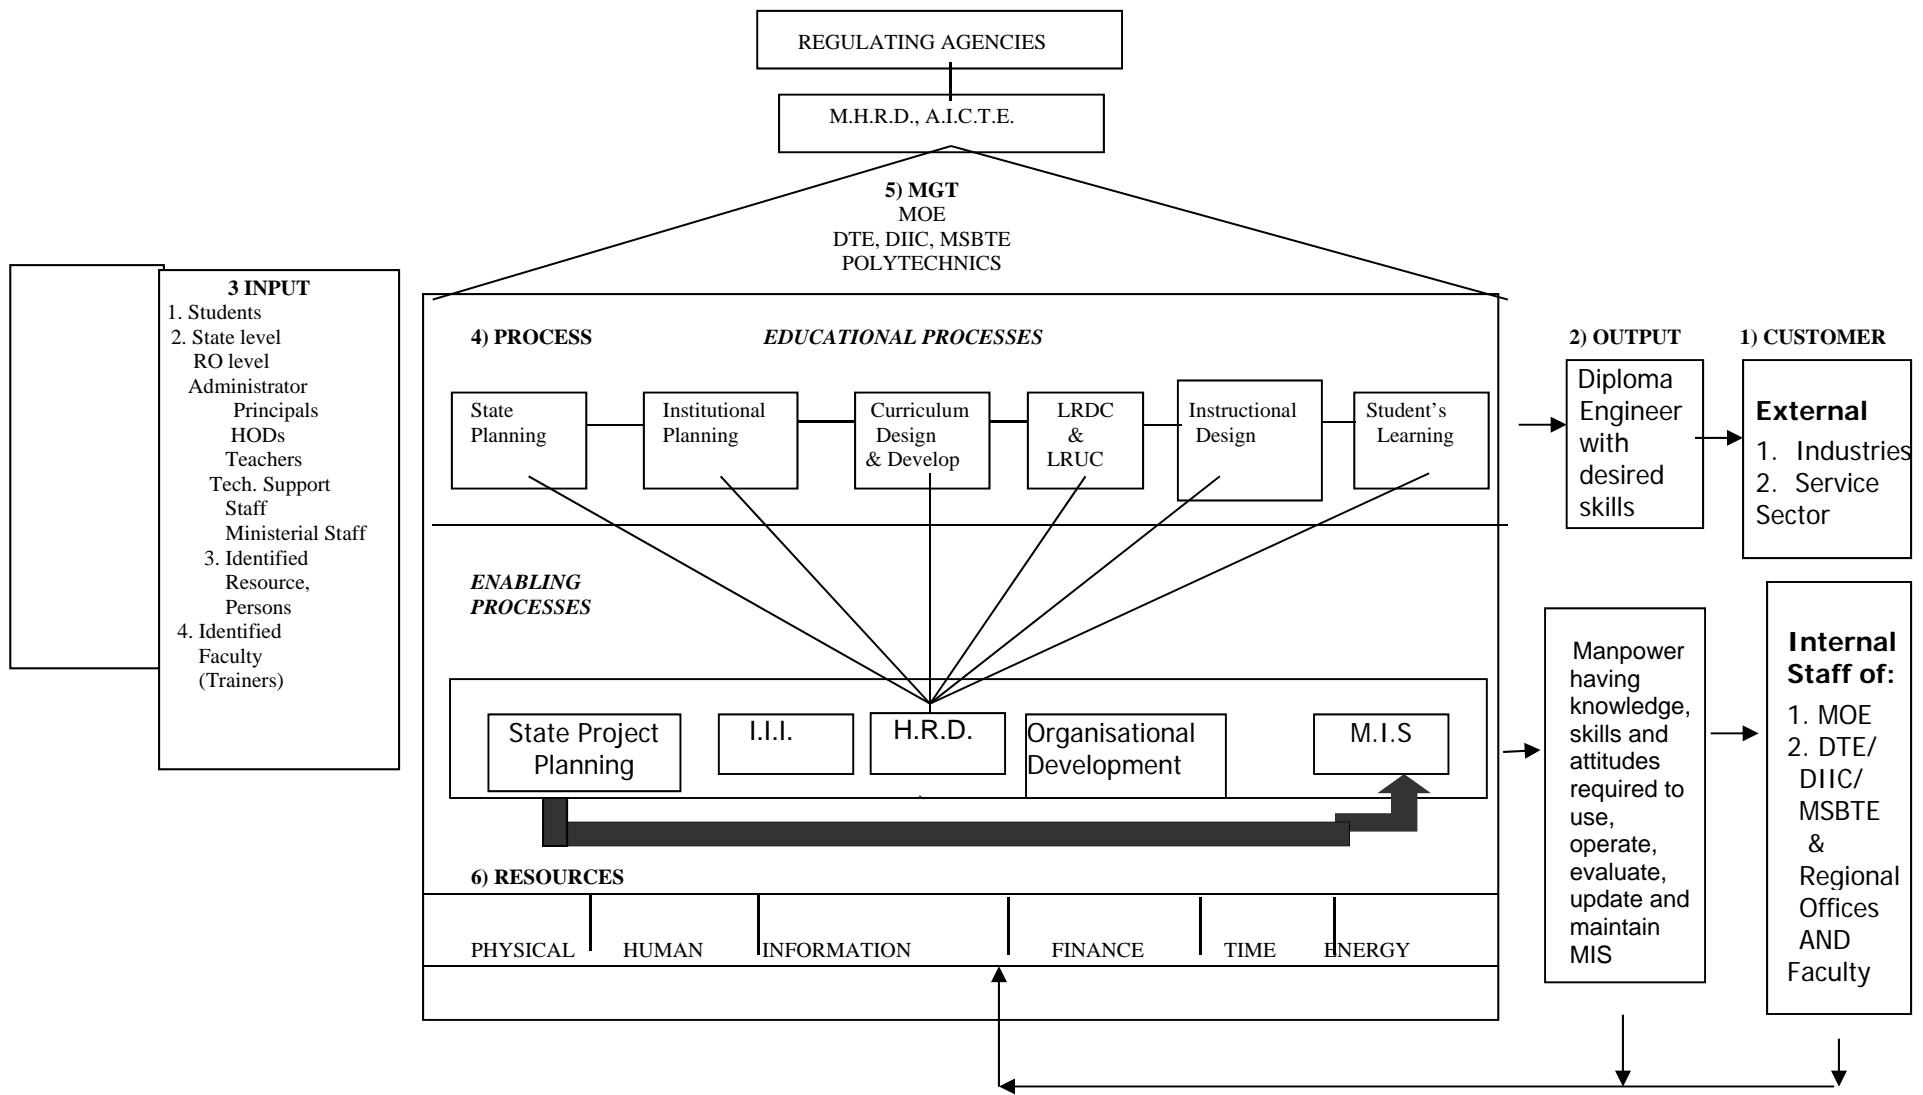 REGULATING AGENCIES
M.H.R.D., A.I.C.T.E.
5) MGT
MOE
DTE, DIIC, MSBTE
POLYTECHNICS
3 INPUT
1. Students
2. State level
RO level
Administrator
Principals
HODs
Teachers
Tech. Support
Staff
Ministerial Staff
3. Identified
Resource,
Persons
4. Identified
Faculty
(Trainers)
4) PROCESS
EDUCATIONAL PROCESSES
State
Planning
Institutional
Planning
Curriculum
Design
& Develop
LRDC
&
LRUC
Instructional
Design
Student's
Learning
ENABLING
PROCESSES
State Project
Planning
I.I.I.
H.R.D.
Organisational
Development
M.I.S
6) RESOURCES
PHYSICAL
HUMAN
INFORMATION
FINANCE
TIME
ENERGY
2) OUTPUT
Diploma
Engineer
with
desired
skills
Manpower
having
knowledge,
skills and
attitudes
required to
use,
operate,
evaluate,
update and
maintain
MIS
1) CUSTOMER
External
1. Industries
2. Service
Sector
Internal
Staff of:
1. MOE
2. DTE/
DIIC/
MSBTE
&
Regional
Offices
AND
Faculty